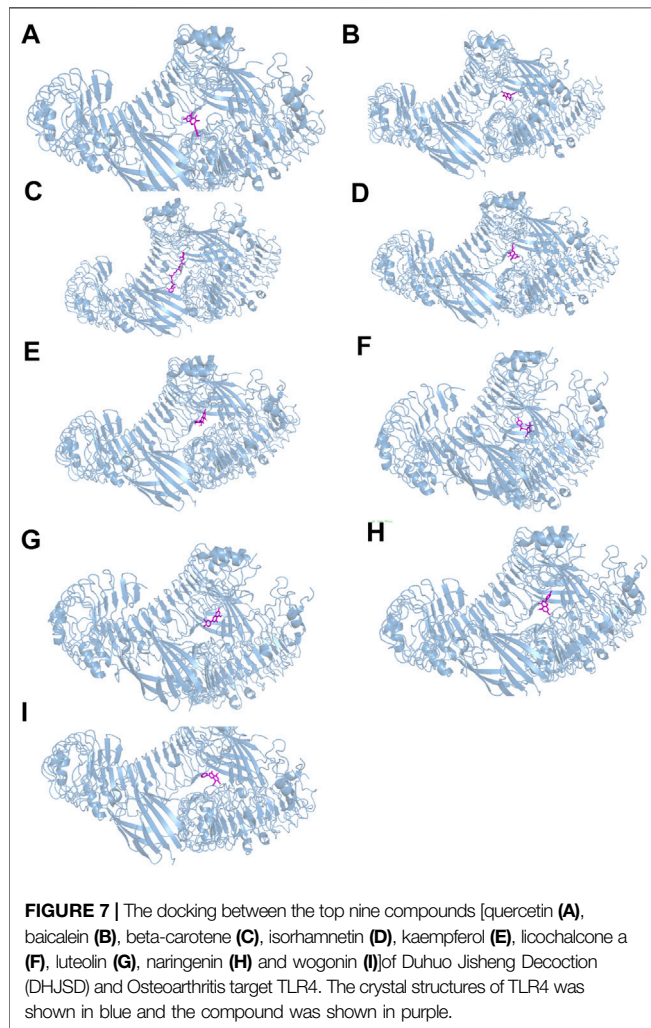 A
B
C
D
E
F
G
H
I
FIGURE 7 | The docking between the top nine compounds [quercetin (A),
baicalein (B), beta-carotene (C), isorhamnetin (D), kaempferol (E), licochalcone a
(F), luteolin (G), naringenin (H) and wogonin (I)]of Duhuo Jisheng Decoction
(DHJSD) and Osteoarthritis target TLR4. The crystal structures of TLR4 was
shown in blue and the compound was shown in purple.